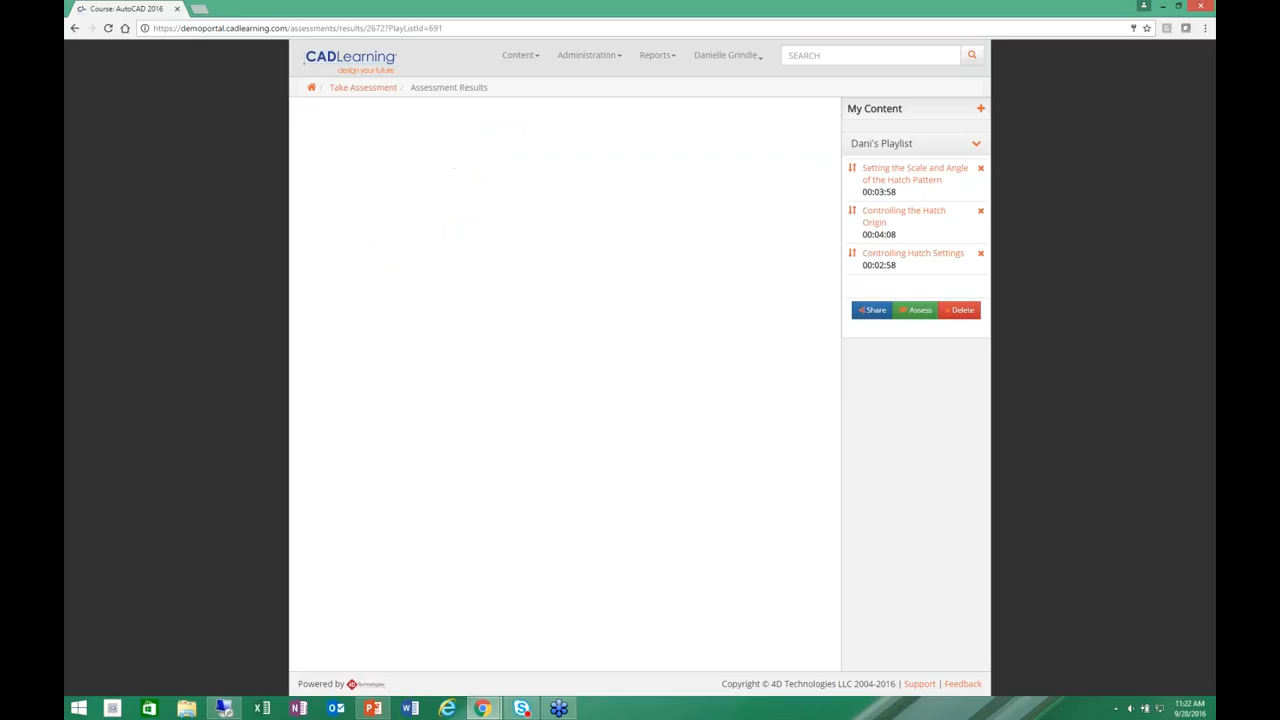 Course: AutoCAD 2016
https://demoportal.cadlearning.com/assessments/results/2672?PlayListId=691
CADLearning
design your future
Content
Administration
Reports
Danielle Grindle
SEARCH
Take Assessment / Assessment Results
My Content
Dani's Playlist
Setting the Scale and Angle
of the Hatch Pattern
00:03:58
Controlling the Hatch
Origin
00:04:08
Controlling Hatch Settings
00:02:58
Share
Assess
Delete
Powered by 4D Technologies
Copyright © 4D Technologies LLC 2004-2016 | Support | Feedback
11:22 AM
9/28/2016